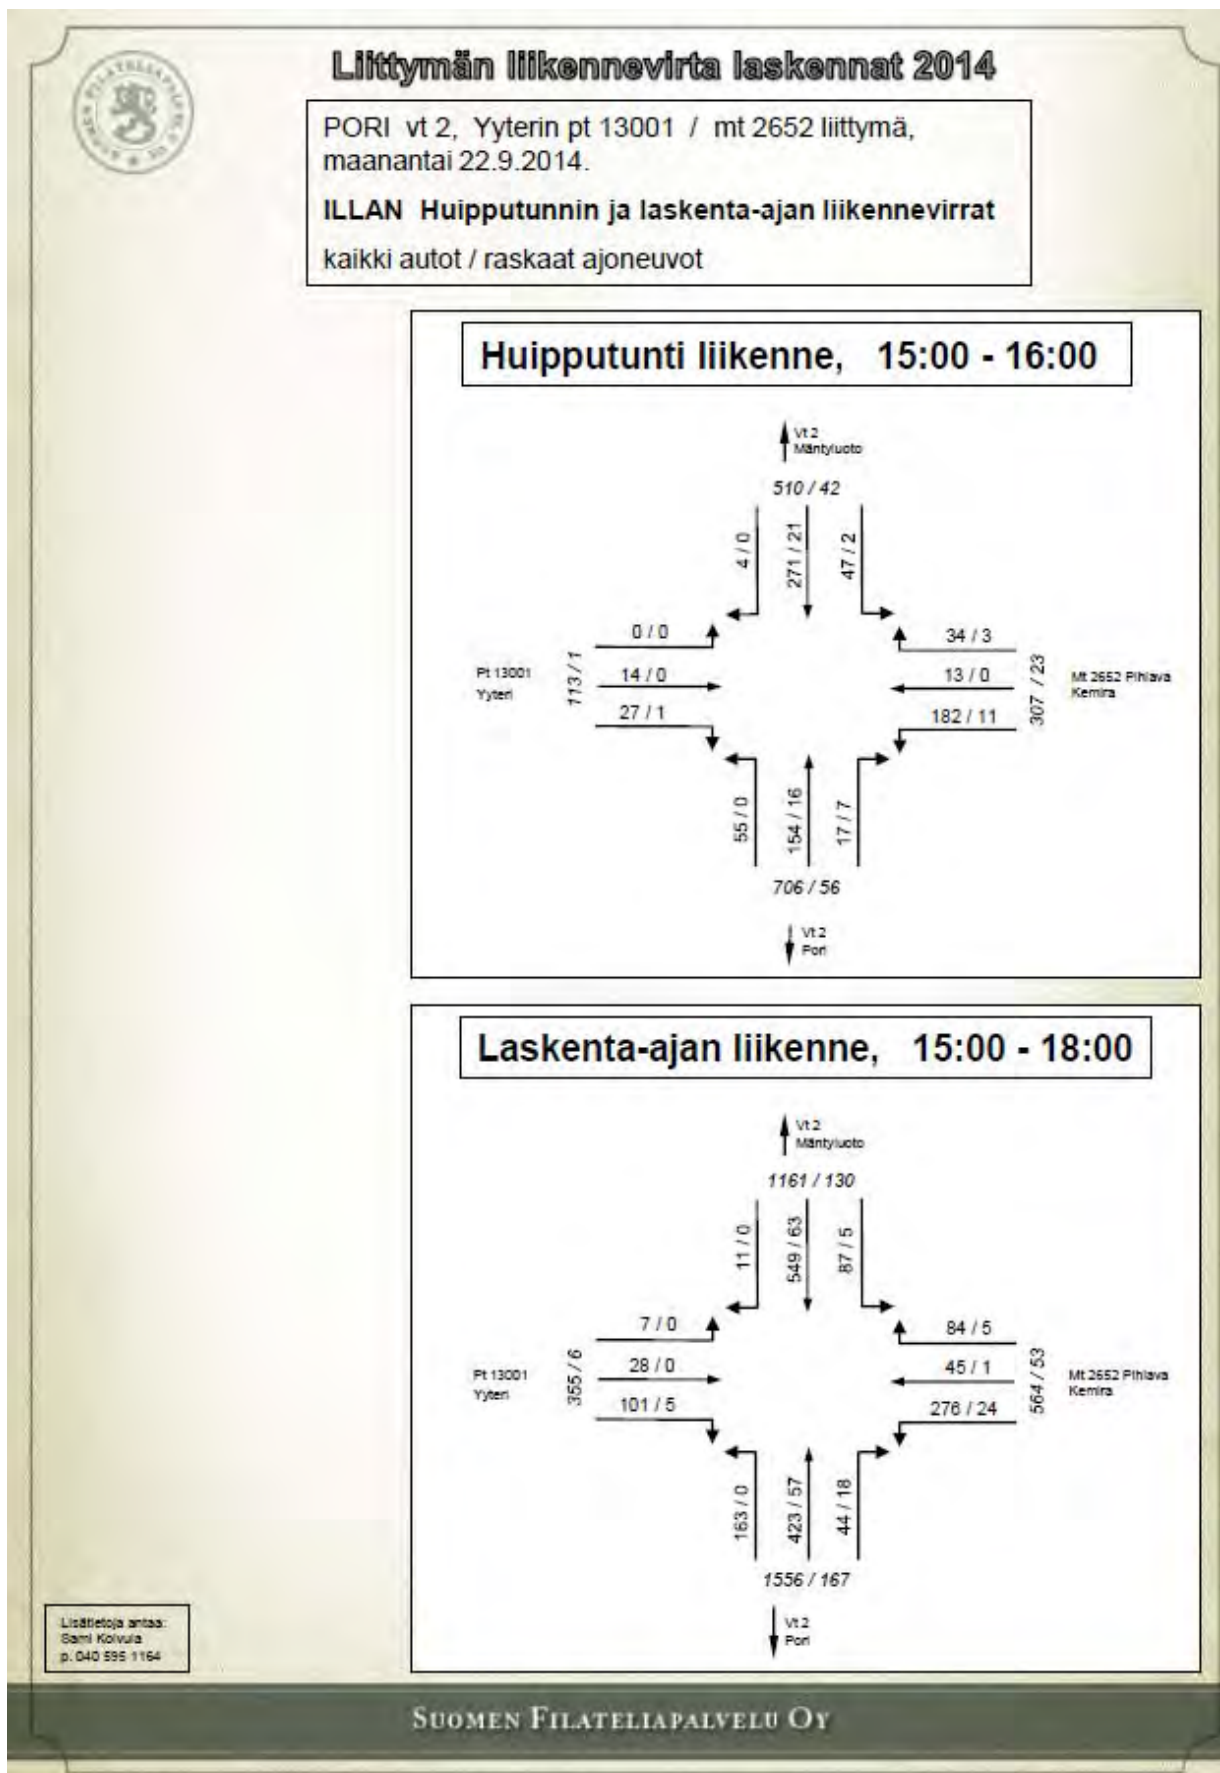 Liittymän liikennevirta laskennat 2014
PORI vt 2, Yyterin pt 13001 / mt 2652 liittymä,
maanantai 22.9.2014.
ILLAN Huipputunnin ja laskenta-ajan liikennevirrat
kaikki autot / raskaat ajoneuvot
Huipputunti liikenne, 15:00 - 16:00
Vt 2
Mäntyluoto
510 / 42
4 / 0
271 / 21
47 / 2
0 / 0
14 / 0
27 / 1
113 / 1
Pt 13001
Yyteri
34 / 3
13 / 0
182 / 11
307 / 23
Mt 2652 Pihlava
Kemira
55 / 0
154 / 16
17 / 7
706 / 56
Vt 2
Pori
Laskenta-ajan liikenne, 15:00 - 18:00
Vt 2
Mäntyluoto
1161 / 130
11 / 0
549 / 63
87 / 5
7 / 0
28 / 0
101 / 5
355 / 6
Pt 13001
Yyteri
84 / 5
45 / 1
276 / 24
564 / 53
Mt 2652 Pihlava
Kemira
163 / 0
423 / 57
44 / 18
1556 / 167
Vt 2
Pori
Lisätietoja antaa:
Sami Koivula
p. 040 595 1164
SUOMEN FILATELIAPALVELU OY
SUOMEN FILATELIAPALVELU OY